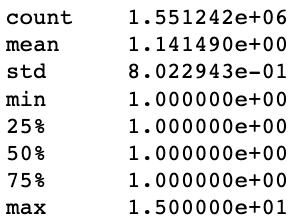 count 1.551242e+06
mean 1.141490e+00
std 8.022943e-01
min 1.000000e+00
25% 1.000000e+00
50% 1.000000e+00
75% 1.000000e+00
max 1.500000e+01